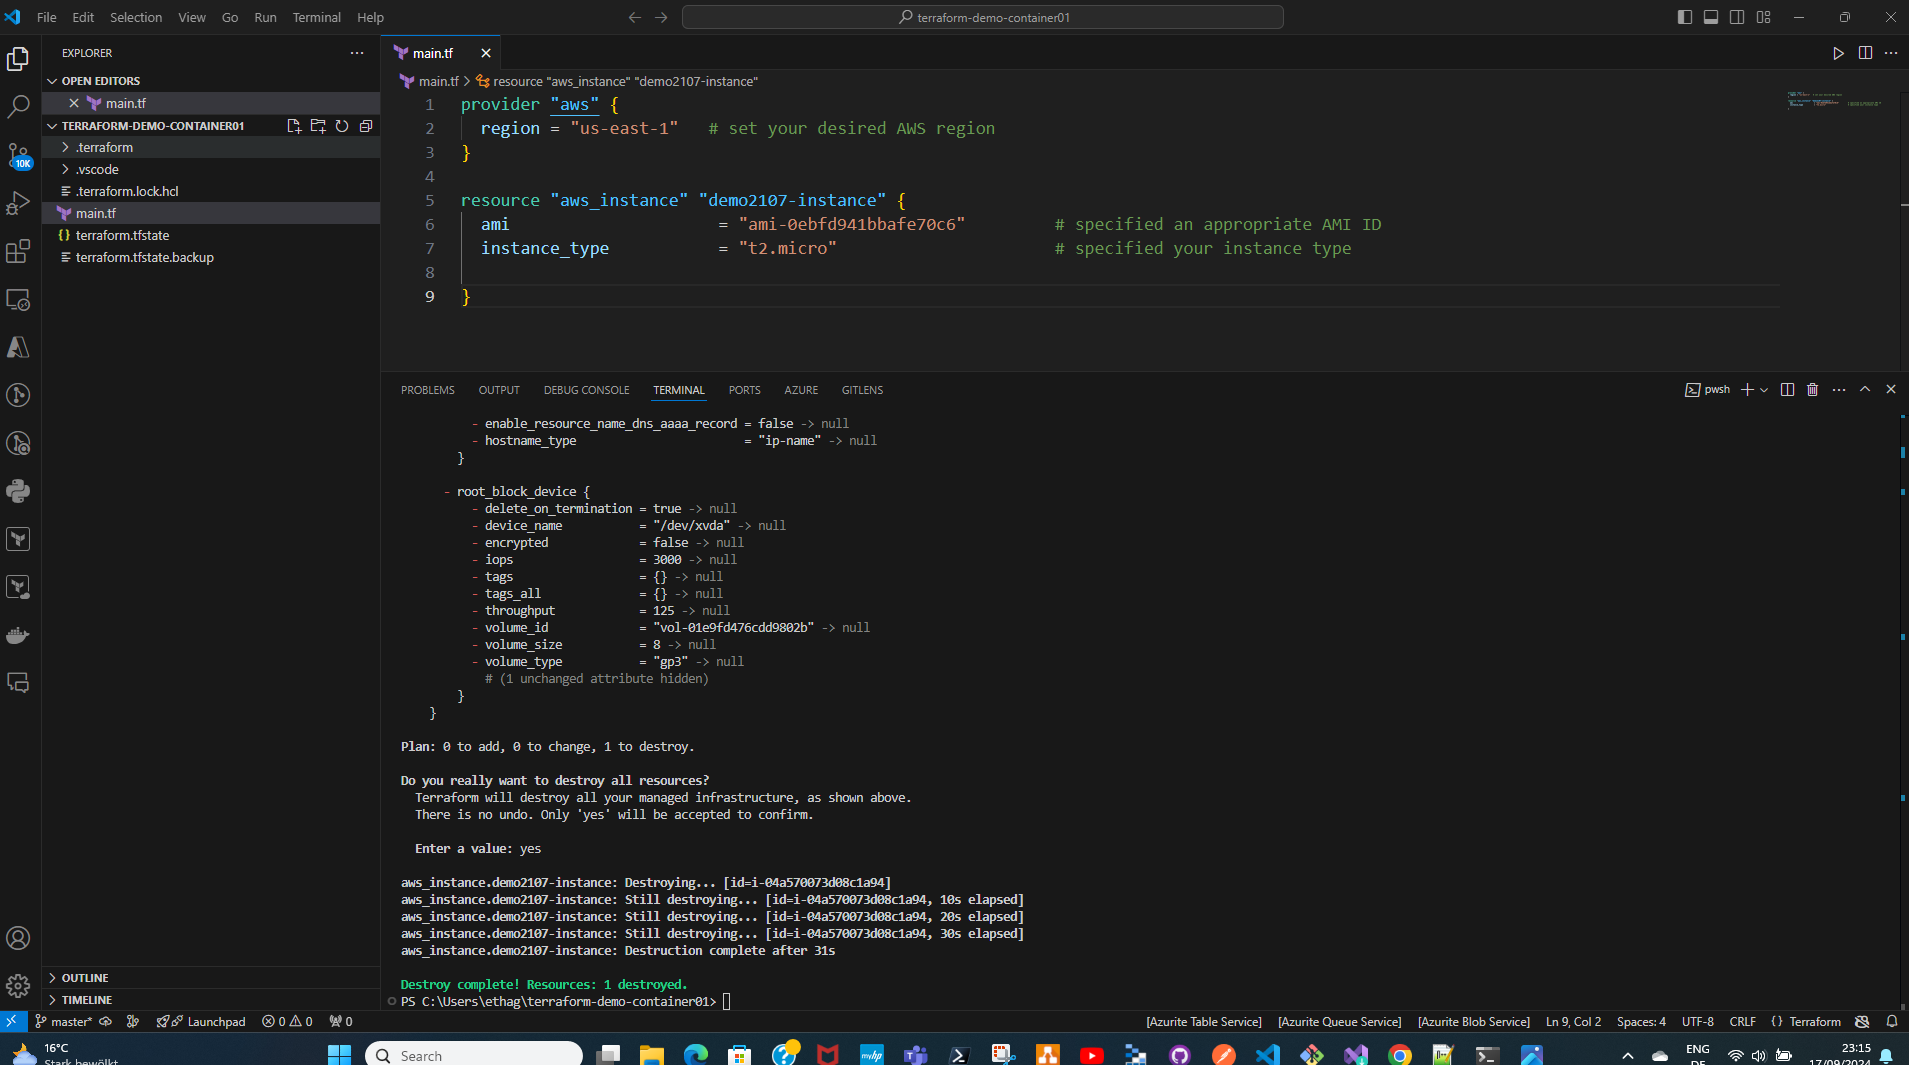 File Edit Selection View Go Run Terminal Help
terraform-demo-container01
EXPLORER
OPEN EDITORS
main.tf
TERRAFORM-DEMO-CONTAINER01
.terraform
.vscode
.terraform.lock.hcl
main.tf
terraform.tfstate
terraform.tfstate.backup
10K
OUTLINE
TIMELINE
main.tf
main.tf > resource "aws_instance" "demo2107-instance"
1 provider "aws" {
2 region = "us-east-1" # set your desired AWS region
3 }
4
5 resource "aws_instance" "demo2107-instance" {
6 ami = "ami-0ebfd941bbafe70c6" # specified an appropriate AMI ID
7 instance_type = "t2.micro" # specified your instance type
8
9 }
PROBLEMS OUTPUT DEBUG CONSOLE TERMINAL PORTS AZURE GITLENS
pwsh
- enable_resource_name_dns_aaaa_record = false -> null
- hostname_type = "ip-name" -> null
}
- root_block_device {
- delete_on_termination = true -> null
- device_name = "/dev/xvda" -> null
- encrypted = false -> null
- iops = 3000 -> null
- tags = {} -> null
- tags_all = {} -> null
- throughput = 125 -> null
- volume_id = "vol-01e9fd476cdd9802b" -> null
- volume_size = 8 -> null
- volume_type = "gp3" -> null
# (1 unchanged attribute hidden)
}
}
Plan: 0 to add, 0 to change, 1 to destroy.
Do you really want to destroy all resources?
Terraform will destroy all your managed infrastructure, as shown above.
There is no undo. Only 'yes' will be accepted to confirm.
Enter a value: yes
aws_instance.demo2107-instance: Destroying... [id=i-04a570073d08c1a94]
aws_instance.demo2107-instance: Still destroying... [id=i-04a570073d08c1a94, 10s elapsed]
aws_instance.demo2107-instance: Still destroying... [id=i-04a570073d08c1a94, 20s elapsed]
aws_instance.demo2107-instance: Still destroying... [id=i-04a570073d08c1a94, 30s elapsed]
aws_instance.demo2107-instance: Destruction complete after 31s
Destroy complete! Resources: 1 destroyed.
PS C:\Users\ethag\terraform-demo-container01>
master* Launchpad 0 0 0 [Azurite Table Service] [Azurite Queue Service] [Azurite Blob Service] Ln 9, Col 2 Spaces: 4 UTF-8 CRLF {} Terraform
16°C
Stark bewölkt
Search
myhp
ENG
DE
23:15
17/09/2024